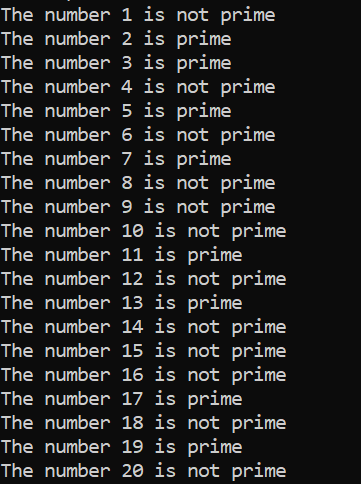 The number 1 is not prime
The number 2 is prime
The number 3 is prime
The number 4 is not prime
The number 5 is prime
The number 6 is not prime
The number 7 is prime
The number 8 is not prime
The number 9 is not prime
The number 10 is not prime
The number 11 is prime
The number 12 is not prime
The number 13 is prime
The number 14 is not prime
The number 15 is not prime
The number 16 is not prime
The number 17 is prime
The number 18 is not prime
The number 19 is prime
The number 20 is not prime